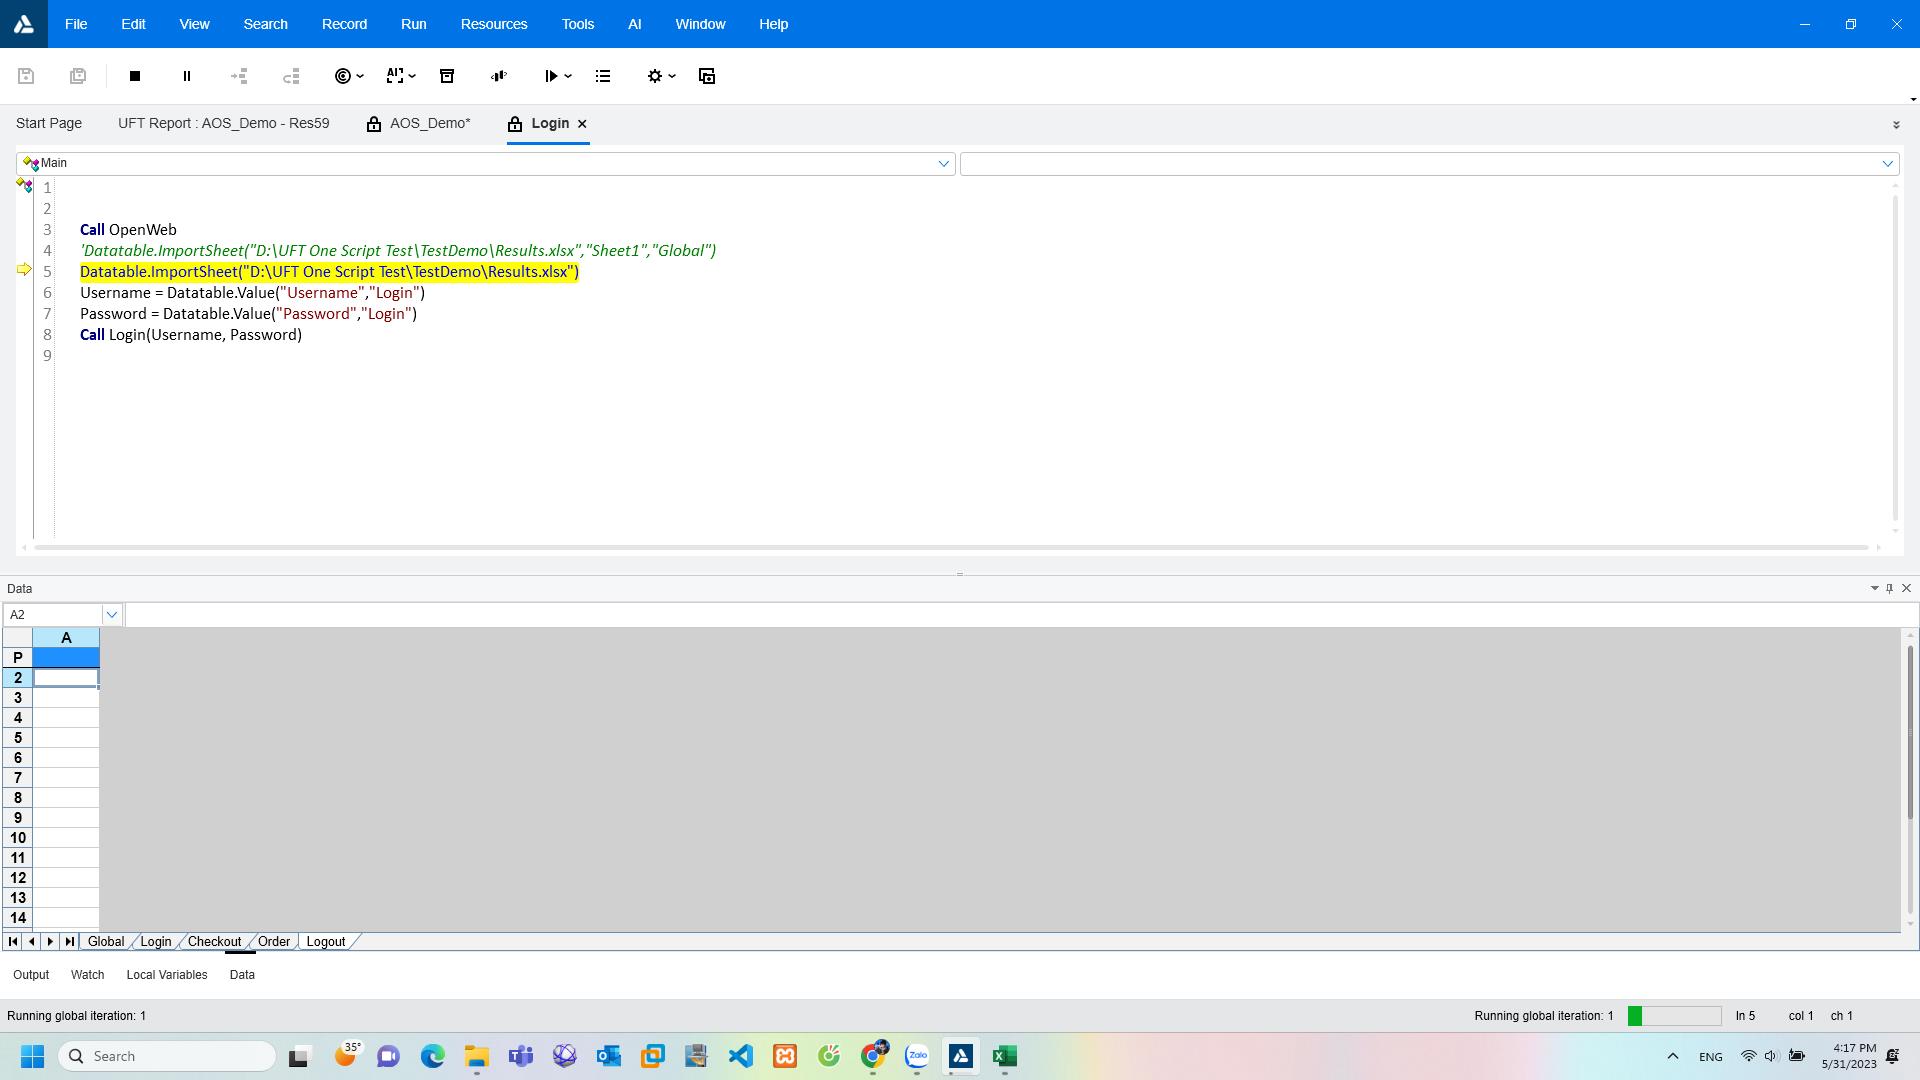 File Edit View Search Record Run Resources Tools AI Window Help
AI
Start Page UFT Report : AOS_Demo - Res59 AOS_Demo* Login
Main
1
2
3 Call OpenWeb
4 'Datatable.ImportSheet("D:\UFT One Script Test\TestDemo\Results.xlsx","Sheet1","Global")
5 Datatable.ImportSheet("D:\UFT One Script Test\TestDemo\Results.xlsx")
6 Username = Datatable.Value("Username","Login")
7 Password = Datatable.Value("Password","Login")
8 Call Login(Username, Password)
9
Data
A2
A
P
2
3
4
5
6
7
8
9
10
11
12
13
14
Global Login Checkout Order Logout
Output Watch Local Variables Data
Running global iteration: 1 Running global iteration: 1 ln 5 col 1 ch 1
Search 35° Zalo ENG 4:17 PM
5/31/2023